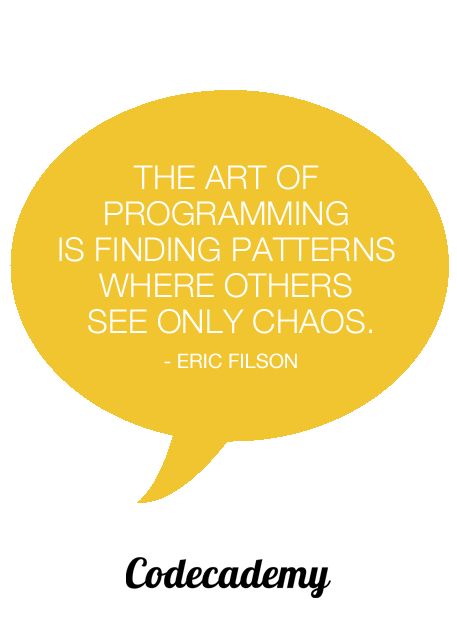 THE ART OF
PROGRAMMING
IS FINDING PATTERNS
WHERE OTHERS
SEE ONLY CHAOS.
- ERIC FILSON
Codecademy